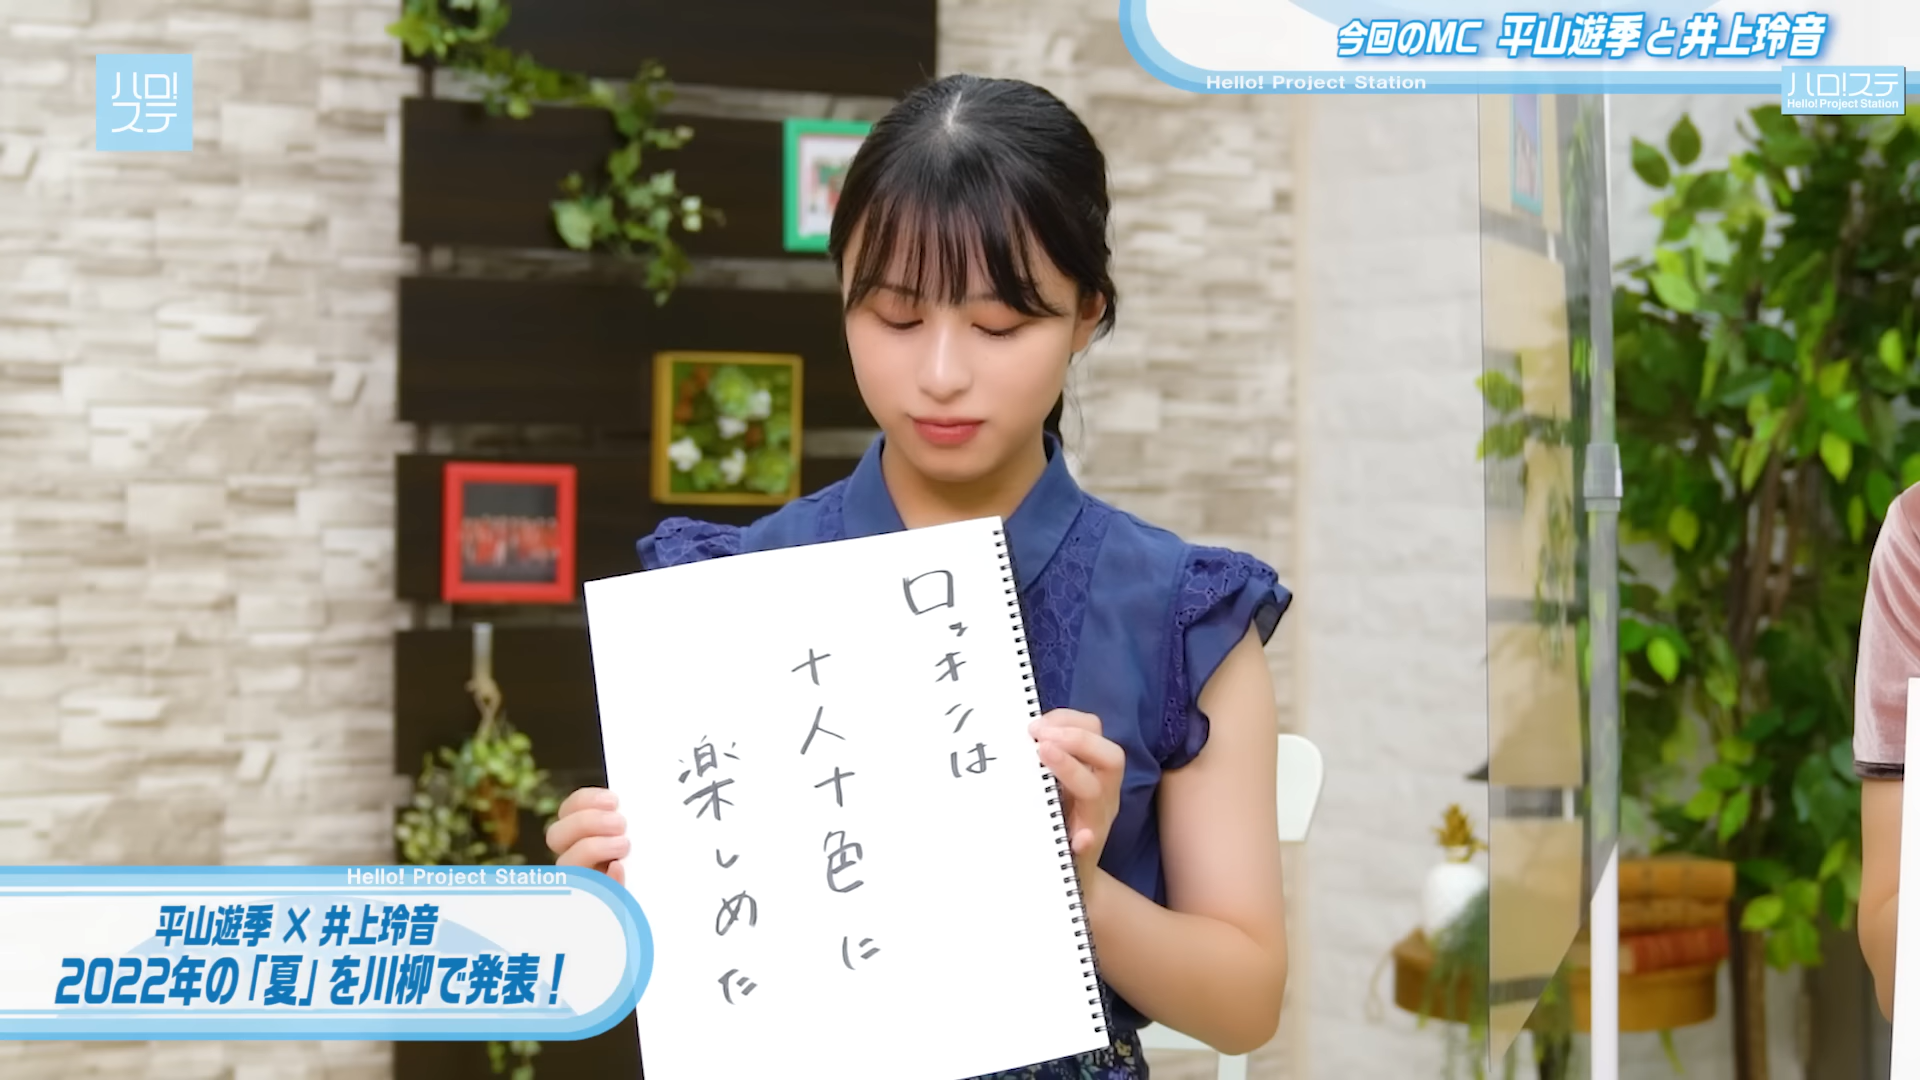 ハロ!
ステ
今回のMC 平山遊季と井上玲音
Hello! Project Station
ハロ!ステ
Hello! Project Station
ロッキンは
十人十色に
楽しめた
Hello! Project Station
平山遊季×井上玲音
2022年の「夏」を川柳で発表!